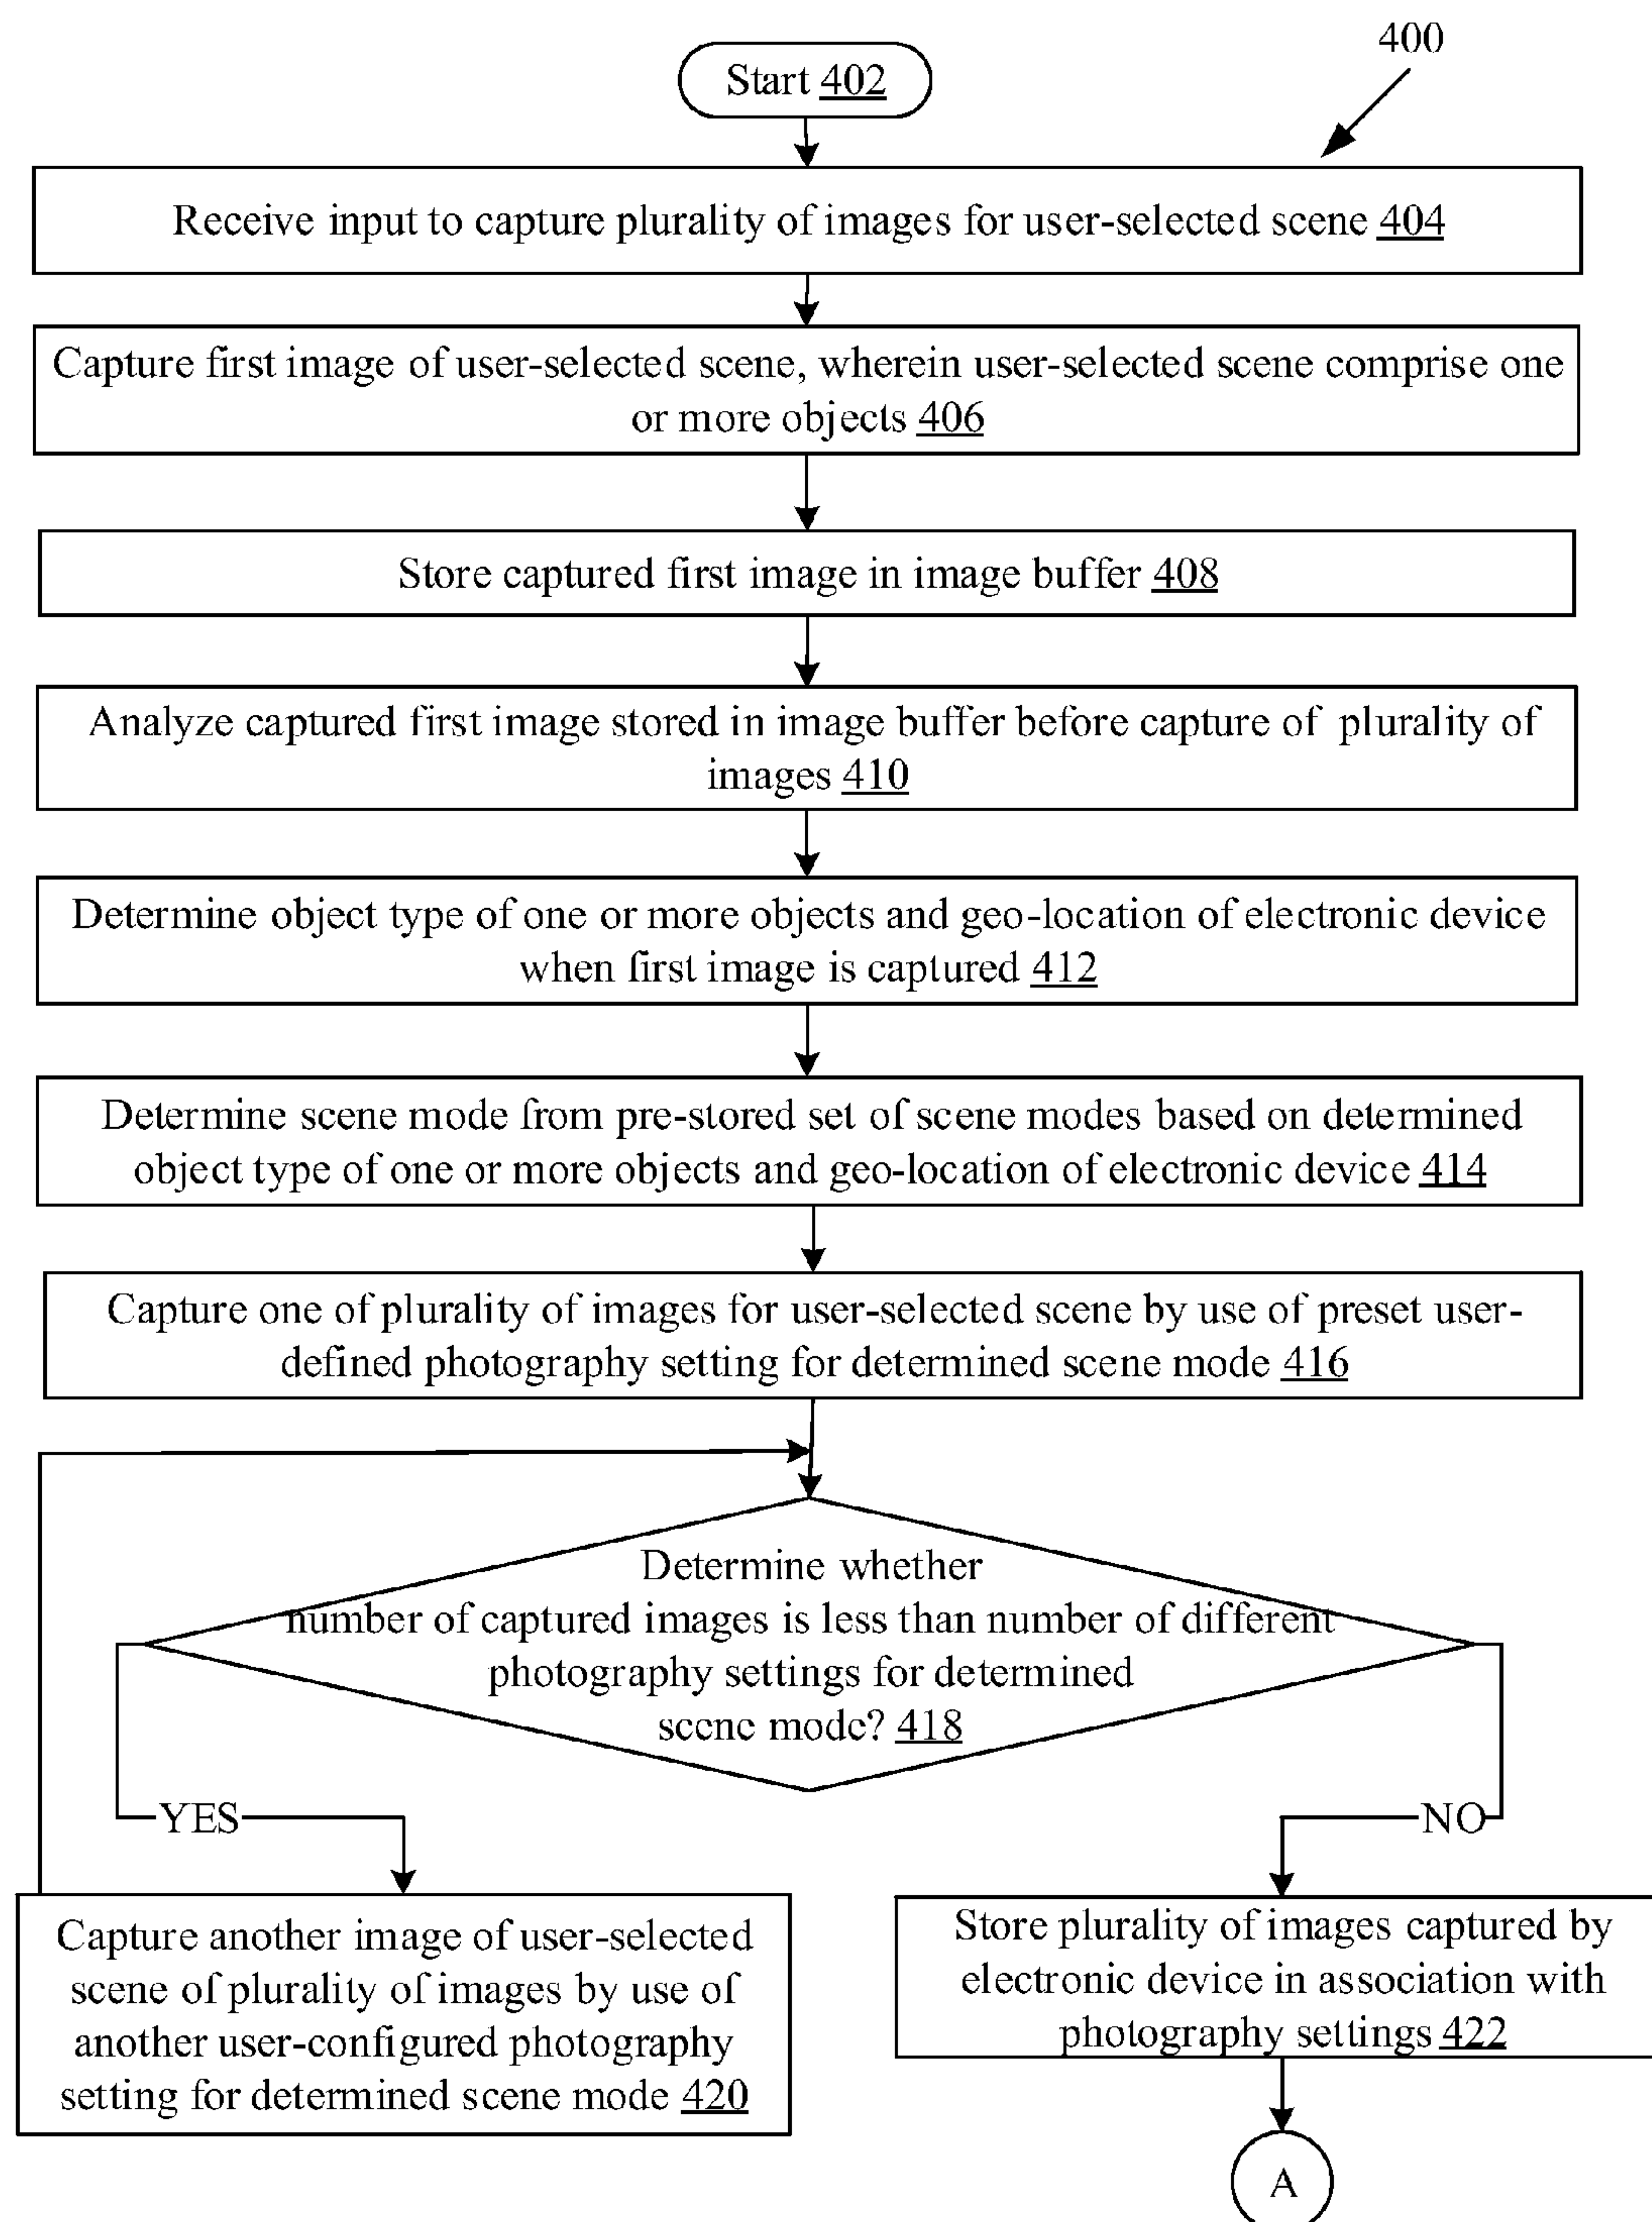 400
Start 402
Receive input to capture plurality of images for user-selected scene 404
Capture first image of user-selected scene, wherein user-selected scene comprise one
or more objects 406
Store captured first image in image buffer 408
Analyze captured first image stored in image buffer before capture of plurality of
images 410
Determine object type of one or more objects and geo-location of electronic device
when first image is captured 412
Determine scene mode from pre-stored set of scene modes based on determined
object type of one or more objects and geo-location of electronic device 414
Capture one of plurality of images for user-selected scene by use of preset user-
defined photography setting for determined scene mode 416
Determine whether
number of captured images is less than number of different
photography settings for determined
scene mode? 418
YES
NO
Capture another image of user-selected
scene of plurality of images by use of
another user-configured photography
setting for determined scene mode 420
Store plurality of images captured by
electronic device in association with
photography settings 422
A